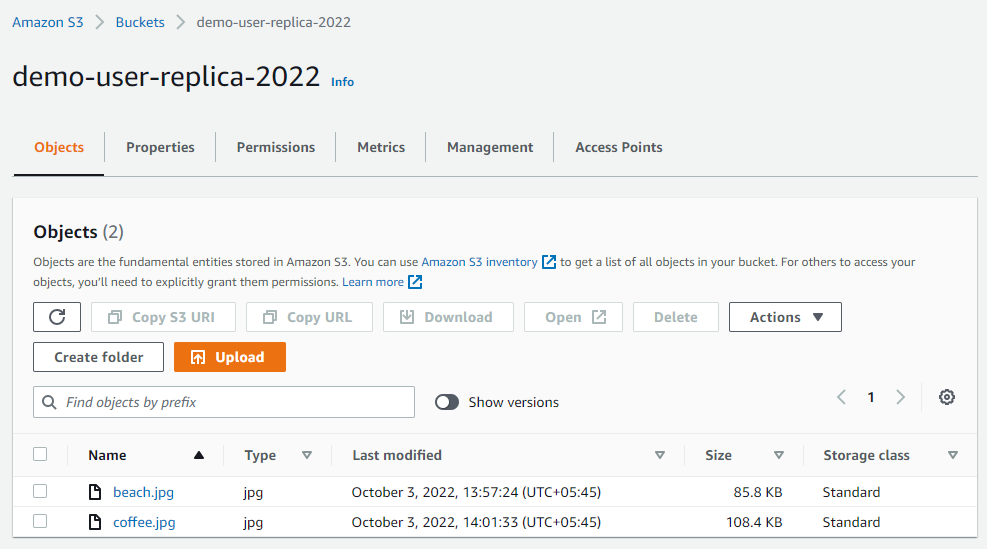 Amazon S3 > Buckets > demo-user-replica-2022
demo-user-replica-2022 Info
Objects Properties Permissions Metrics Management Access Points
Objects (2)
Objects are the fundamental entities stored in Amazon S3. You can use Amazon S3 inventory to get a list of all objects in your bucket. For others to access your
objects, you'll need to explicitly grant them permissions. Learn more
Copy S3 URI Copy URL Download Open Delete Actions
Create folder Upload
Find objects by prefix Show versions 1
Name Type Last modified Size Storage class
beach.jpg jpg October 3, 2022, 13:57:24 (UTC+05:45) 85.8 KB Standard
coffee.jpg jpg October 3, 2022, 14:01:33 (UTC+05:45) 108.4 KB Standard